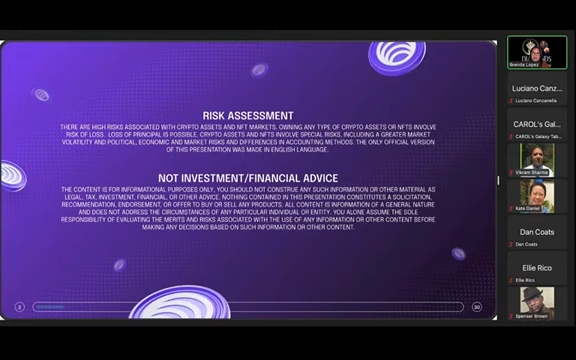 RISK ASSESSMENT
THERE ARE HIGH RISKS ASSOCIATED WITH CRYPTO ASSETS AND NFT MARKETS, OWNING ANY TYPE OF CRYPTO ASSETS OR NFTS INVOLVE
RISK OF LOSS. LOSS OF PRINCIPAL IS POSSIBLE. CRYPTO ASSETS AND NFTS INVOLVE SPECIAL RISKS, INCLUDING A GREATER MARKET
VOLATILITY AND POLITICAL, ECONOMIC AND MARKET RISKS AND DIFFERENCES IN ACCOUNTING METHODS. THE ONLY OFFICIAL VERSION
OF THIS PRESENTATION WAS MADE IN ENGLISH LANGUAGE.
NOT INVESTMENT/FINANCIAL ADVICE
THE CONTENT IS FOR INFORMATIONAL PURPOSES ONLY, YOU SHOULD NOT CONSTRUE ANY SUCH INFORMATION OR OTHER MATERIAL AS
LEGAL, TAX, INVESTMENT, FINANCIAL, OR OTHER ADVICE. NOTHING CONTAINED IN THIS PRESENTATION CONSTITUTES A SOLICITATION,
RECOMMENDATION, ENDORSEMENT, OR OFFER TO BUY OR SELL ANY PRODUCTS. ALL CONTENT IS INFORMATION OF A GENERAL NATURE
AND DOES NOT ADDRESS THE CIRCUMSTANCES OF ANY PARTICULAR INDIVIDUAL OR ENTITY. YOU ALONE ASSUME THE SOLE
RESPONSIBILITY OF EVALUATING THE MERITS AND RISKS ASSOCIATED WITH THE USE OF ANY INFORMATION OR OTHER CONTENT BEFORE
MAKING ANY DECISIONS BASED ON SUCH INFORMATION OR OTHER CONTENT.
2
30
Brenda Lopez
Luciano Canz...
Luciano Canzanella
CAROL's Gal...
CAROL's Galaxy Tab...
Vikram Sharma
Kate Daniel
Dan Coats
Dan Coats
Ellie Rico
Ellie Rico
Spenser Brown